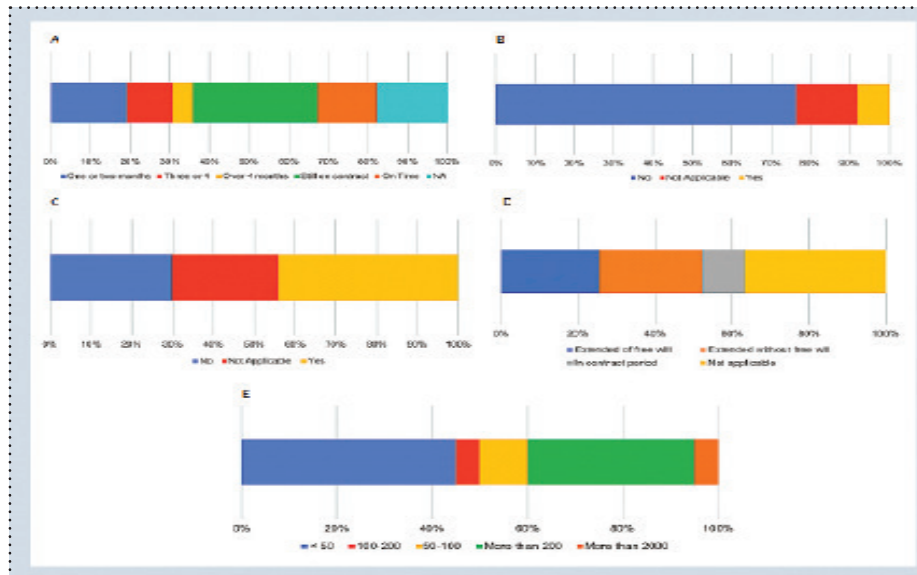 A
0% 10% 20% 30% 40% 50% 60% 70% 80% 90% 100%
One or two months Three or 4 Over 4 months Still on contract On Time NA
B
0% 10% 20% 30% 40% 50% 60% 70% 80% 90% 100%
No Not Applicable Yes
C
0% 10% 20% 30% 40% 50% 60% 70% 80% 90% 100%
No Not Applicable Yes
0% 20% 40% 60% 80% 100%
Extended of free will Extended without free will
In contract period Not applicable
E
0% 20% 40% 60% 80% 100%
< 50 100-200 50-100 More than 200 More than 2000